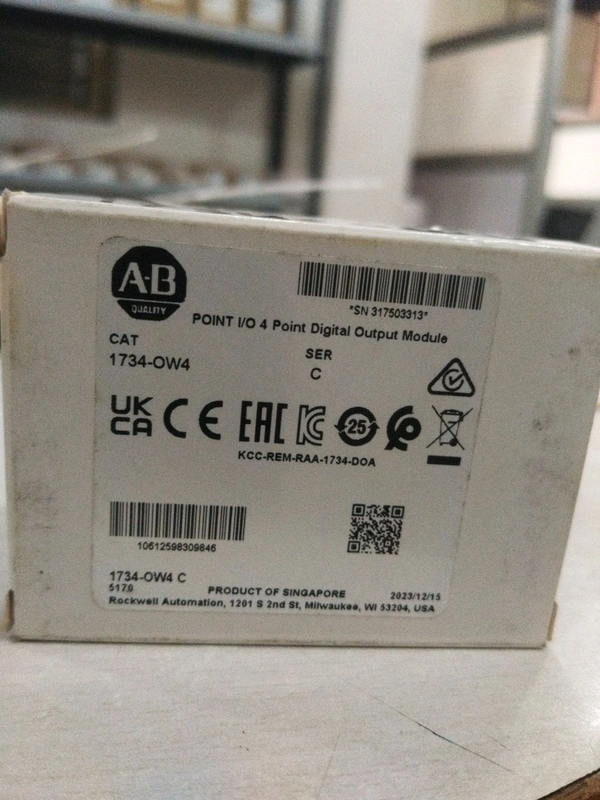 A·B
QUALITY
*SN 317503313*
POINT I/O 4 Point Digital Output Module
CAT
1734-OW4
SER
C
UK
CA
CE
EAC
KC
25
KCC-REM-RAA-1734-DOA
10612598309846
1734-OW4 C
5170
PRODUCT OF SINGAPORE
2023/12/15
Rockwell Automation, 1201 S 2nd St, Milwaukee, WI 53204, USA